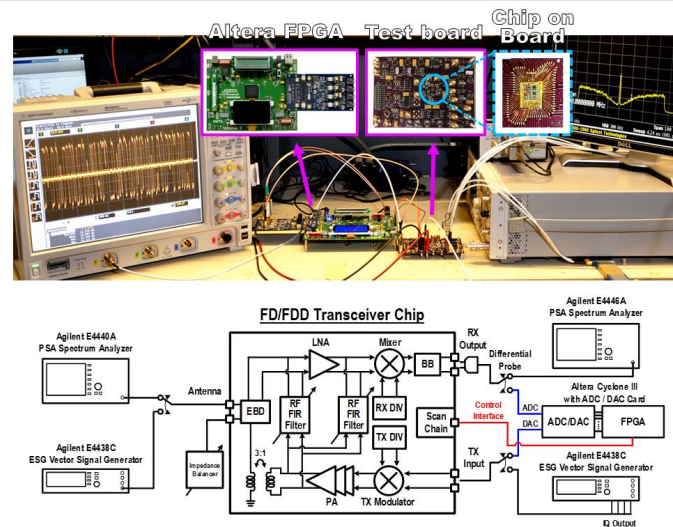 Altera FPGA
Test board
Chip on
Board
FD/FDD Transceiver Chip
Agilent E4440A
PSA Spectrum Analyzer
Agilent E4438C
ESG Vector Signal Generator
Antenna
Impedance
Balancer
EBD
3:1
LNA
RF
FIR
Filter
RF
FIR
Filter
Mixer
RX DIV
TX DIV
PA
TX Modulator
BB
Scan
Chain
RX
Output
Differential
Probe
Control
Interface
TX
Input
Agilent E4446A
PSA Spectrum Analyzer
Altera Cyclone III
with ADC / DAC Card
ADC
DAC
ADC/DAC
FPGA
Agilent E4438C
ESG Vector Signal Generator
IQ Output
DELL